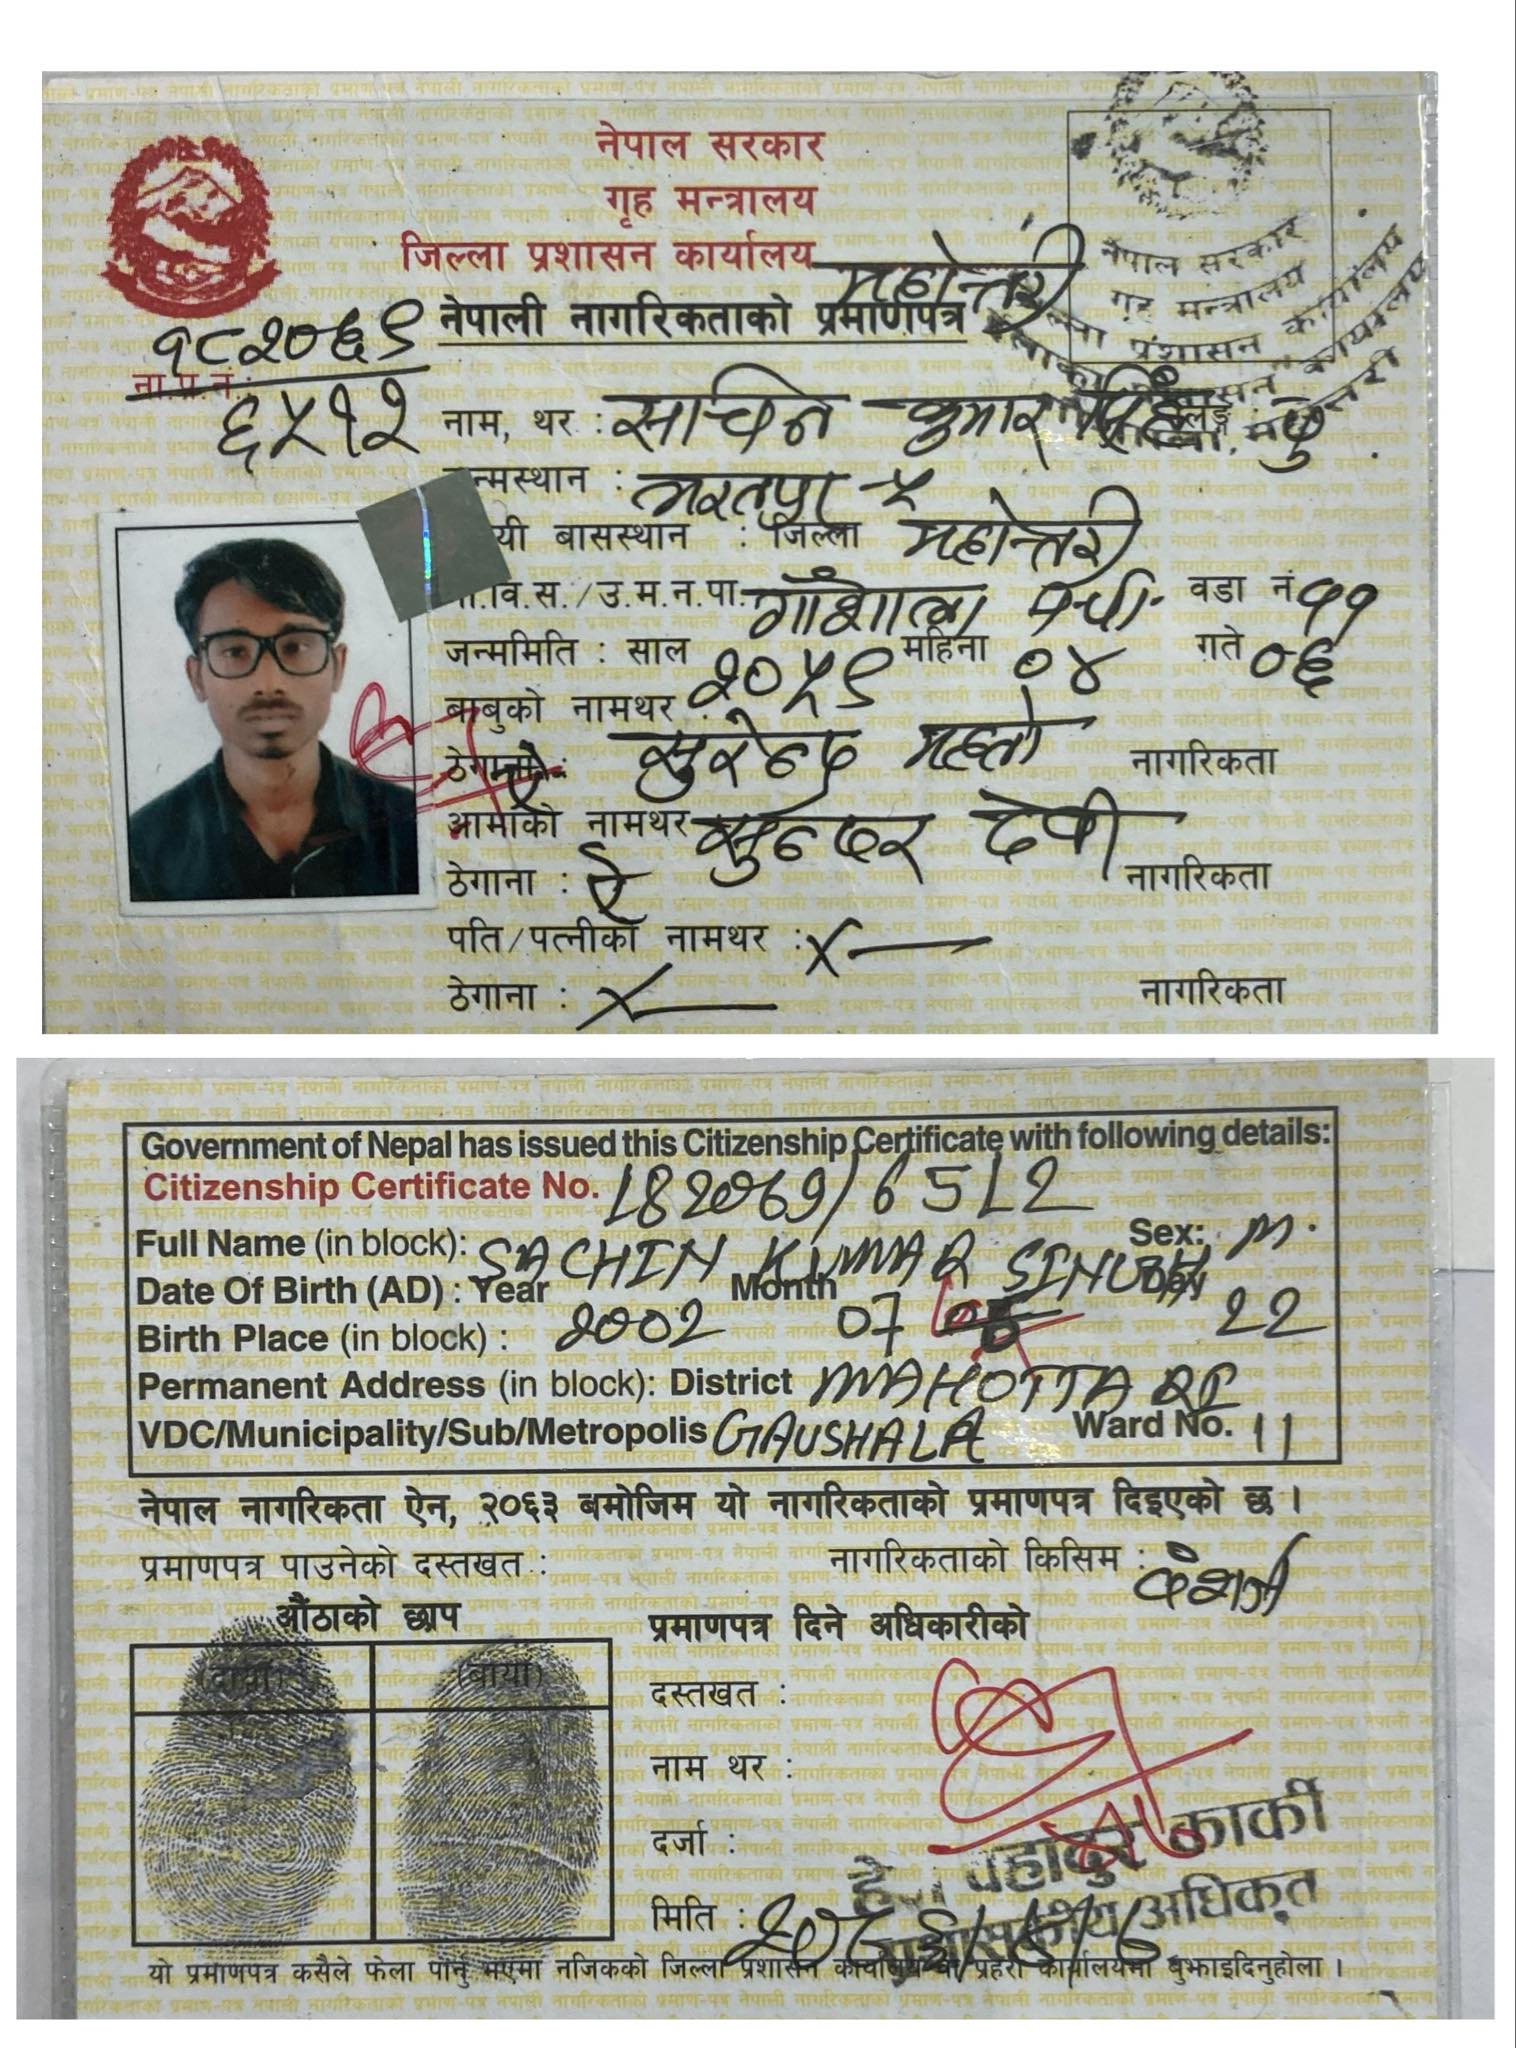 नेपाल सरकार
गृह मन्त्रालय
जिल्ला प्रशासन कार्यालय महोत्तरी
नेपाली नागरिकताको प्रमाणपत्र
नेपाल सरकार
गृह मन्त्रालय
प्रशासन कार्यालय
१८२०६९
ना.प्र.नं.:
६५१२
नाम, थर : सचिन कुमार सिंह लिङ्ग : पु
न्मस्थान : भरतपुर ५
यी बासस्थान : जिल्ला महोत्तरी
वि.स./उ.म.न.पा. गौशाला वडा नं ११
जन्ममिति : साल २०५९ महिना ०४ गते ०६
बाबुको नामथर सुरेन्द्र महतो
ठेगाना : ऐ नागरिकता
आमाको नामथर सुन्दर देवी
ठेगाना : ऐ नागरिकता
पति/पत्नीको नामथर : X—
ठेगाना : X— नागरिकता
Government of Nepal has issued this Citizenship Certificate with following details:
Citizenship Certificate No. 182069/6512
Full Name (in block): SACHIN KUMAR SINGH Sex: M.
Date Of Birth (AD) : Year 2002 Month 07 Day 22
Birth Place (in block) :
Permanent Address (in block): District MAHOTTARI
VDC/Municipality/Sub/Metropolis GAUSHALA Ward No. 11
नेपाल नागरिकता ऐन, २०६३ बमोजिम यो नागरिकताको प्रमाणपत्र दिइएको छ ।
प्रमाणपत्र पाउनेको दस्तखत : नागरिकताको किसिम : वंशज
औंठाको छाप
(दायाँ) (बायाँ)
प्रमाणपत्र दिने अधिकारीको
दस्तखत :
नाम थर : बहादुर कार्की
दर्जा : प्रशासकीय अधिकृत
मिति :
यो प्रमाणपत्र कसैले फेला पार्नु भएमा नजिकको जिल्ला प्रशासन कार्यालय वा प्रहरी कार्यालयमा बुझाइदिनुहोला ।